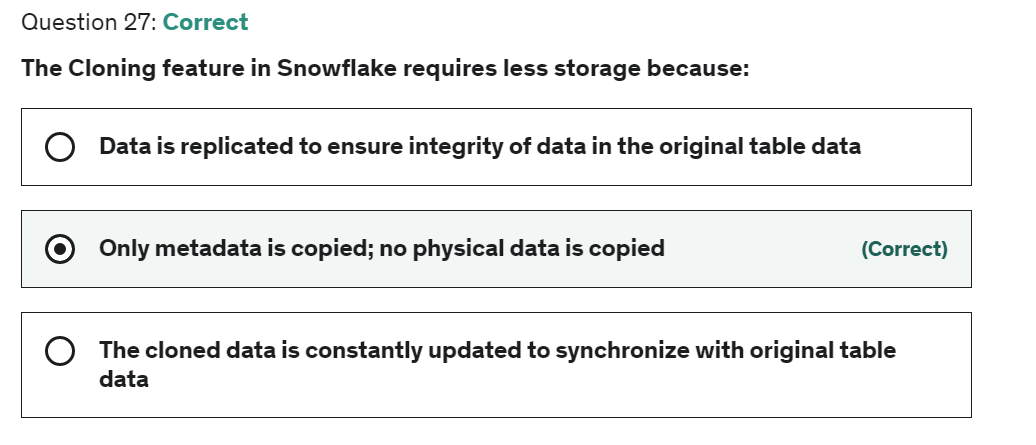 Question 27: Correct
The Cloning feature in Snowflake requires less storage because:
Data is replicated to ensure integrity of data in the original table data
Only metadata is copied; no physical data is copied (Correct)
The cloned data is constantly updated to synchronize with original table
data